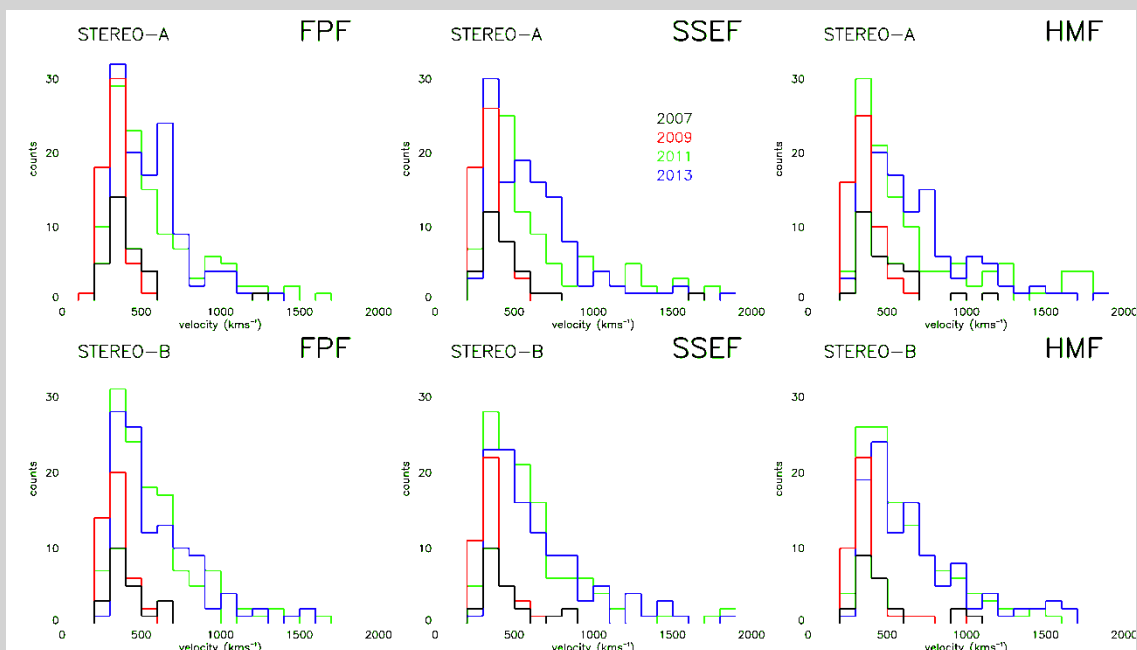 STEREO-A FPF
30
20
10
0
counts
0 500 1000 1500 2000
velocity (kms⁻¹)
STEREO-A SSEF
30
20
10
0
counts
2007
2009
2011
2013
0 500 1000 1500 2000
velocity (kms⁻¹)
STEREO-A HMF
30
20
10
0
counts
0 500 1000 1500 2000
velocity (kms⁻¹)
STEREO-B FPF
30
20
10
0
counts
0 500 1000 1500 2000
velocity (kms⁻¹)
STEREO-B SSEF
30
20
10
0
counts
0 500 1000 1500 2000
velocity (kms⁻¹)
STEREO-B HMF
30
20
10
0
counts
0 500 1000 1500 2000
velocity (kms⁻¹)